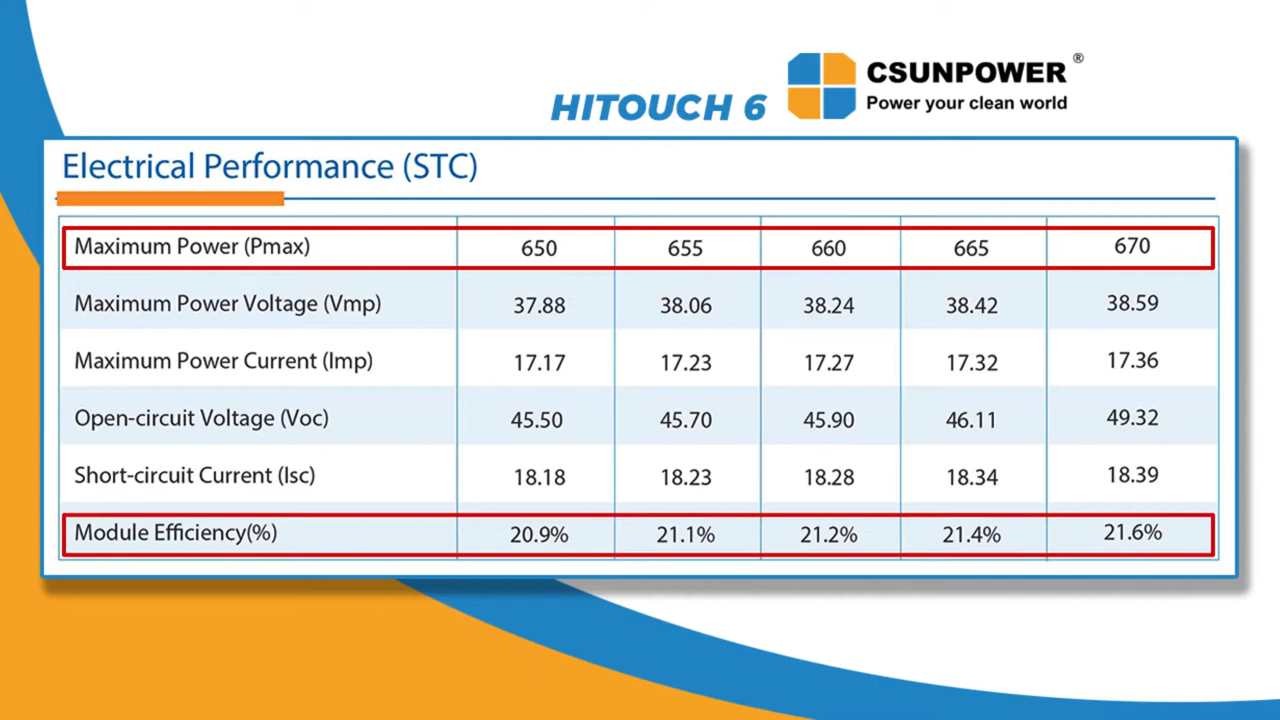 HITOUCH 6
CSUNPOWER ®
Power your clean world
Electrical Performance (STC)
Maximum Power (Pmax) 650 655 660 665 670
Maximum Power Voltage (Vmp) 37.88 38.06 38.24 38.42 38.59
Maximum Power Current (Imp) 17.17 17.23 17.27 17.32 17.36
Open-circuit Voltage (Voc) 45.50 45.70 45.90 46.11 49.32
Short-circuit Current (Isc) 18.18 18.23 18.28 18.34 18.39
Module Efficiency(%) 20.9% 21.1% 21.2% 21.4% 21.6%